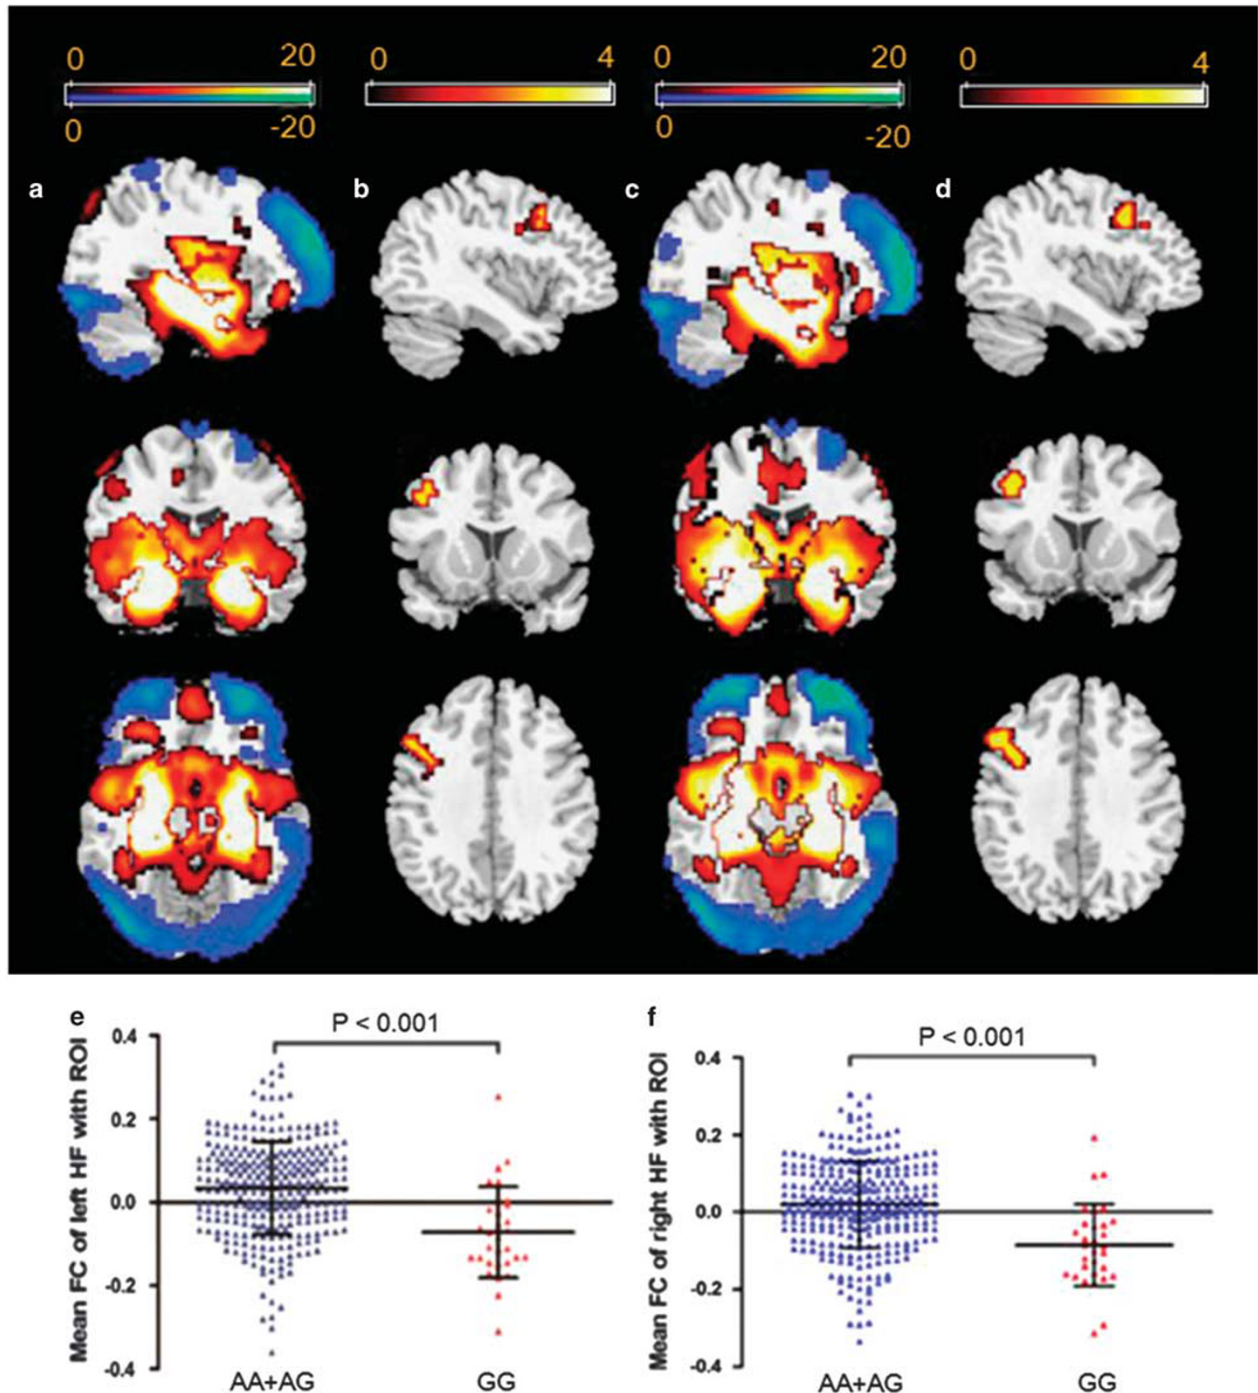 0 20 0 4 0 20 0 4
0 -20 0 -20
a b c d
e f
P < 0.001
P < 0.001
Mean FC of left HF with ROI
0.4
0.2
0.0
-0.2
-0.4
AA+AG GG
Mean FC of right HF with ROI
0.4
0.2
0.0
-0.2
-0.4
AA+AG GG